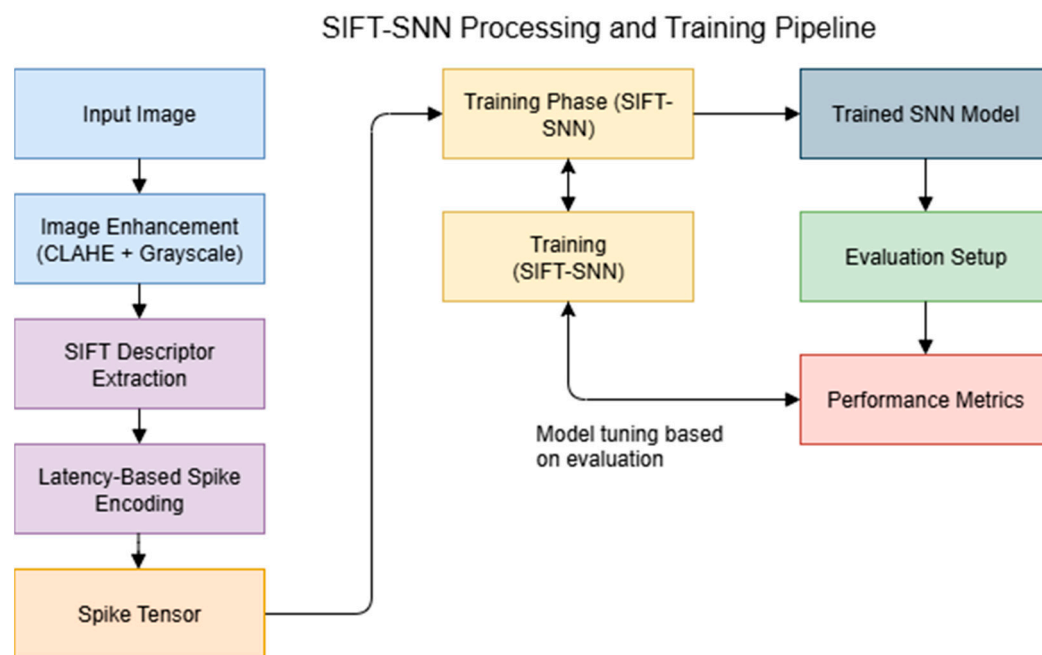 SIFT-SNN Processing and Training Pipeline
Input Image
Image Enhancement
(CLAHE + Grayscale)
SIFT Descriptor
Extraction
Latency-Based Spike
Encoding
Spike Tensor
Training Phase (SIFT-
SNN)
Training
(SIFT-SNN)
Model tuning based
on evaluation
Trained SNN Model
Evaluation Setup
Performance Metrics